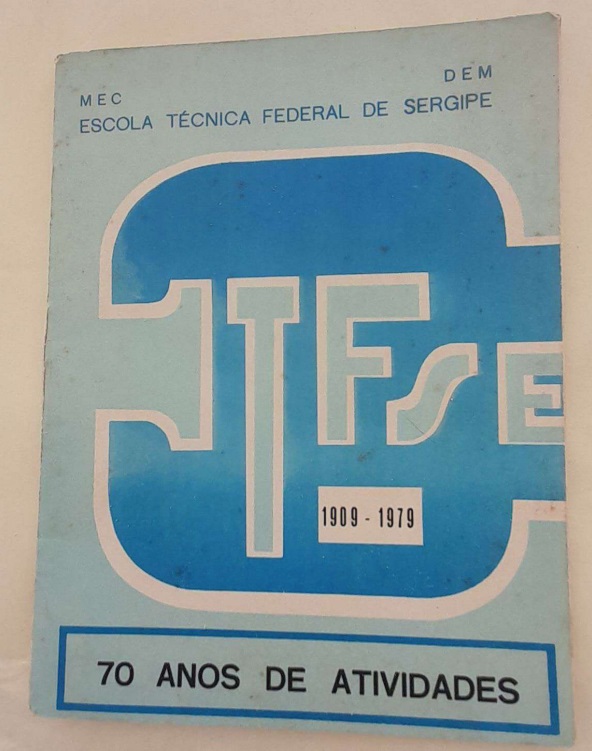 MEC DEM
ESCOLA TÉCNICA FEDERAL DE SERGIPE
ETFSE
1909 - 1979
70 ANOS DE ATIVIDADES